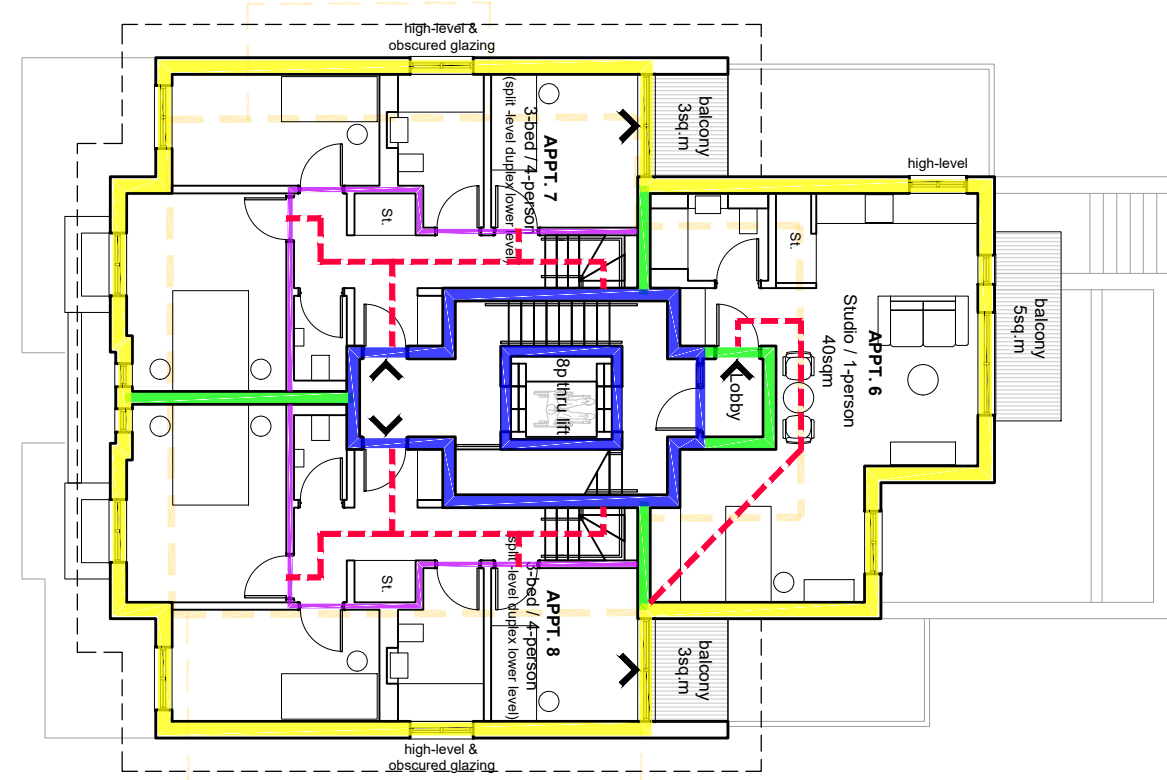 high-level &
obscured glazing
balcony
3sq.m
APPT. 7
3-bed / 4-person
(split -level duplex lower level)
high-level
St.
St.
balcony
5sq.m
APPT. 6
Studio / 1-person
40sqm
8p thru lift
Lobby
St.
APPT. 8
3-bed / 4-person
(split -level duplex lower level)
balcony
3sq.m
high-level &
obscured glazing